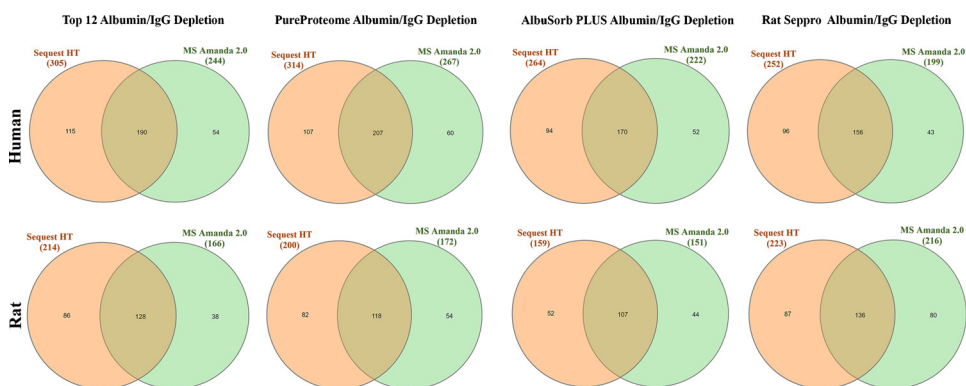 Top 12 Albumin/IgG Depletion
PureProteome Albumin/IgG Depletion
AlbuSorb PLUS Albumin/IgG Depletion
Rat Seppro Albumin/IgG Depletion
Human
Sequest HT
(305)
MS Amanda 2.0
(244)
115
190
54
Sequest HT
(314)
MS Amanda 2.0
(267)
107
207
60
Sequest HT
(264)
MS Amanda 2.0
(222)
94
170
52
Sequest HT
(252)
MS Amanda 2.0
(199)
96
156
43
Rat
Sequest HT
(214)
MS Amanda 2.0
(166)
86
128
38
Sequest HT
(200)
MS Amanda 2.0
(172)
82
118
54
Sequest HT
(159)
MS Amanda 2.0
(151)
52
107
44
Sequest HT
(223)
MS Amanda 2.0
(216)
87
136
80